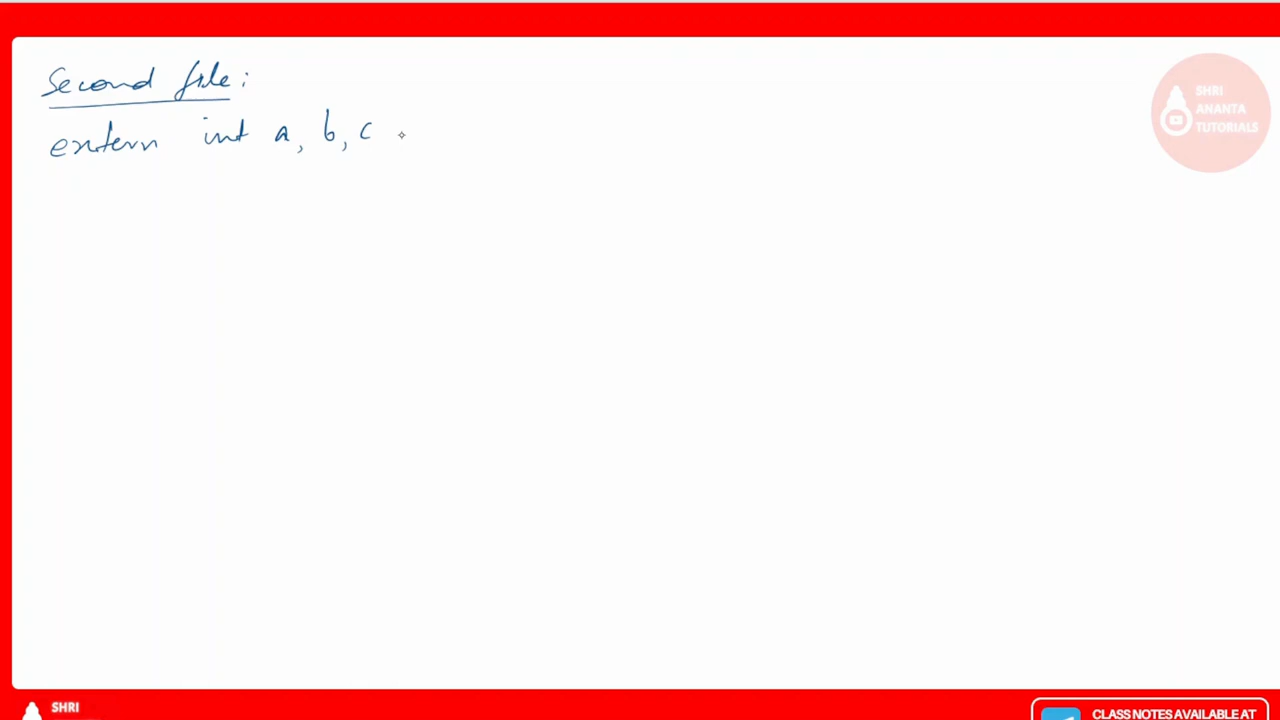 Second file:
extern int a, b, c
SHRI
ANANTA
TUTORIALS
SHRI
CLASS NOTES AVAILABLE AT